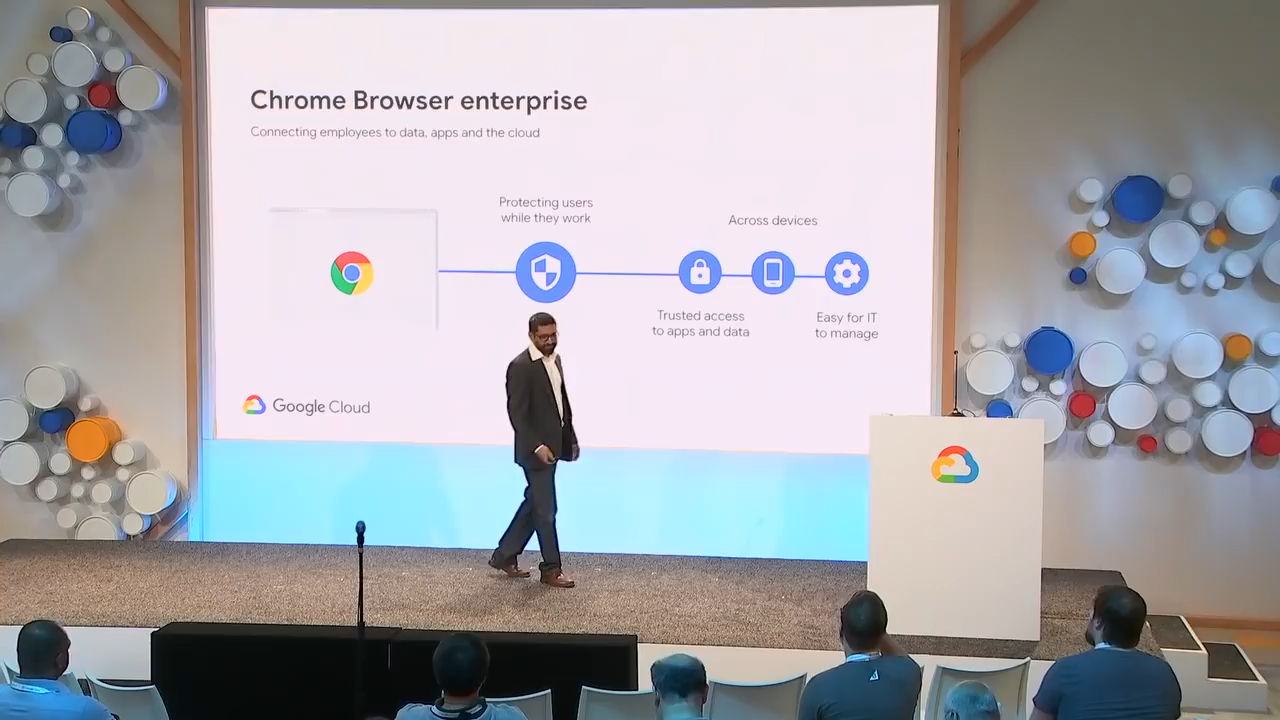 Chrome Browser enterprise
Connecting employees to data, apps and the cloud
Protecting users
while they work
Across devices
Trusted access
to apps and data
Easy for IT
to manage
Google Cloud